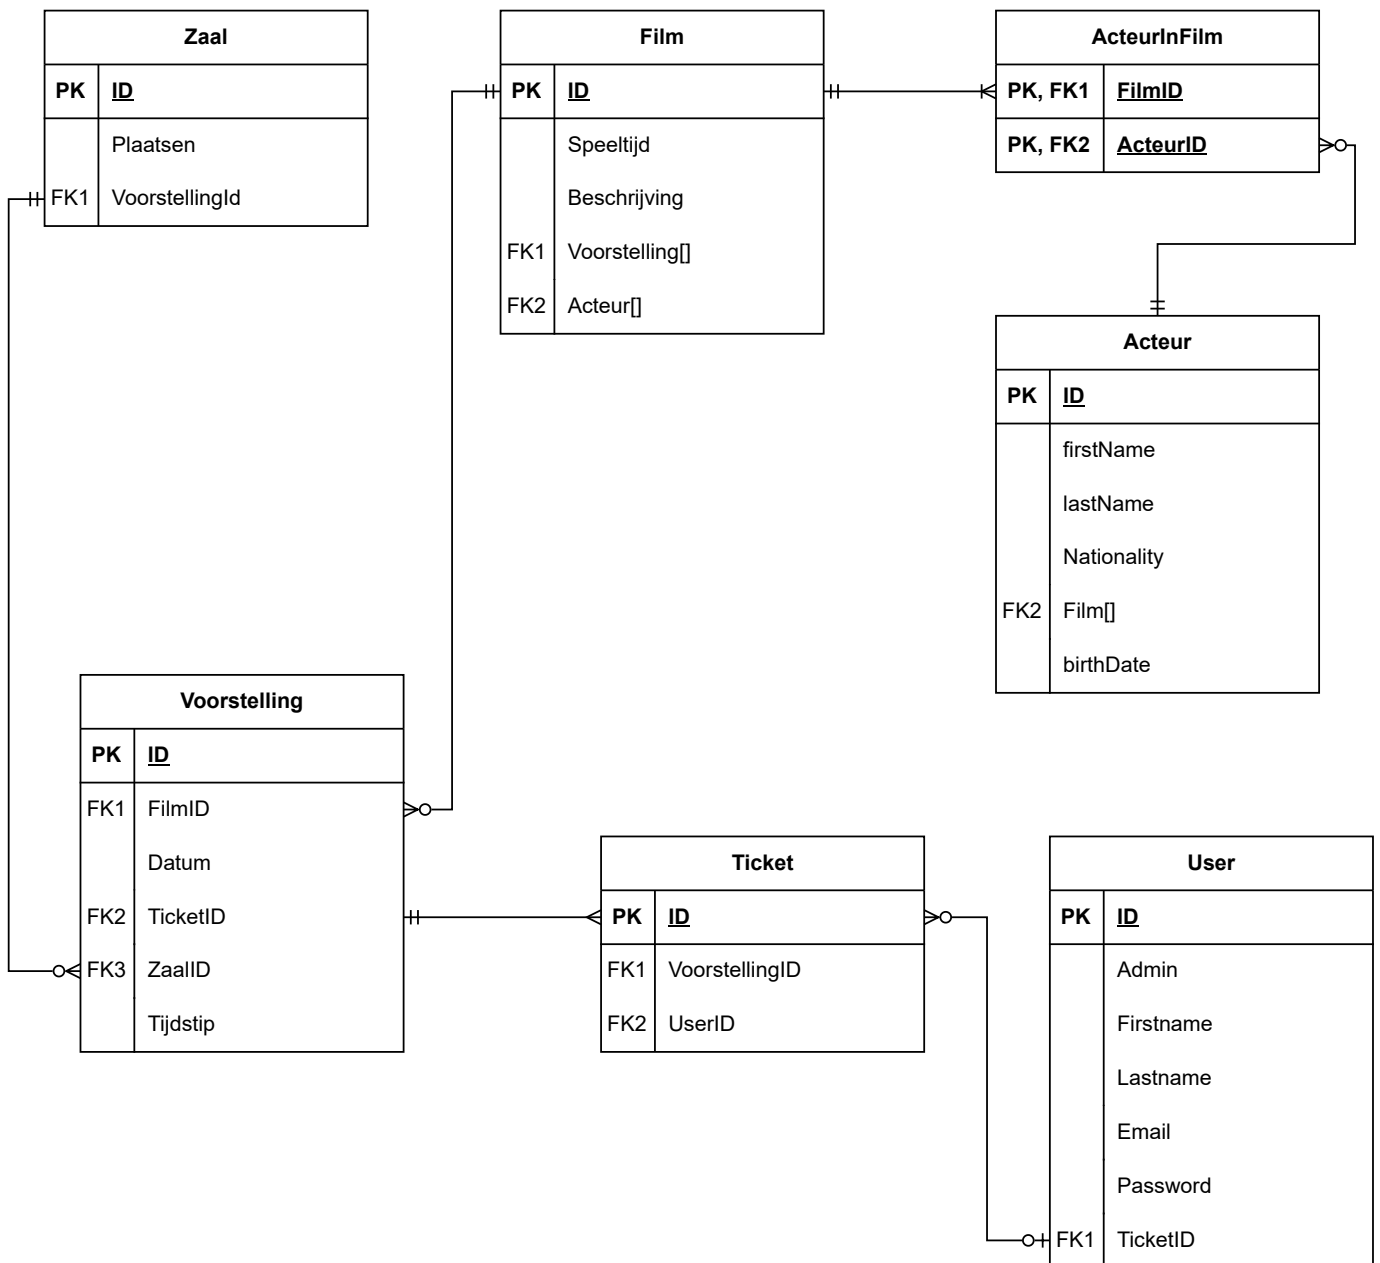 Zaal
PK ID
Plaatsen
FK1 VoorstellingId
Film
PK ID
Speeltijd
Beschrijving
FK1 Voorstelling[]
FK2 Acteur[]
ActeurInFilm
PK, FK1 FilmID
PK, FK2 ActeurID
Acteur
PK ID
firstName
lastName
Nationality
FK2 Film[]
birthDate
Voorstelling
PK ID
FK1 FilmID
Datum
FK2 TicketID
FK3 ZaalID
Tijdstip
Ticket
PK ID
FK1 VoorstellingID
FK2 UserID
User
PK ID
Admin
Firstname
Lastname
Email
Password
FK1 TicketID